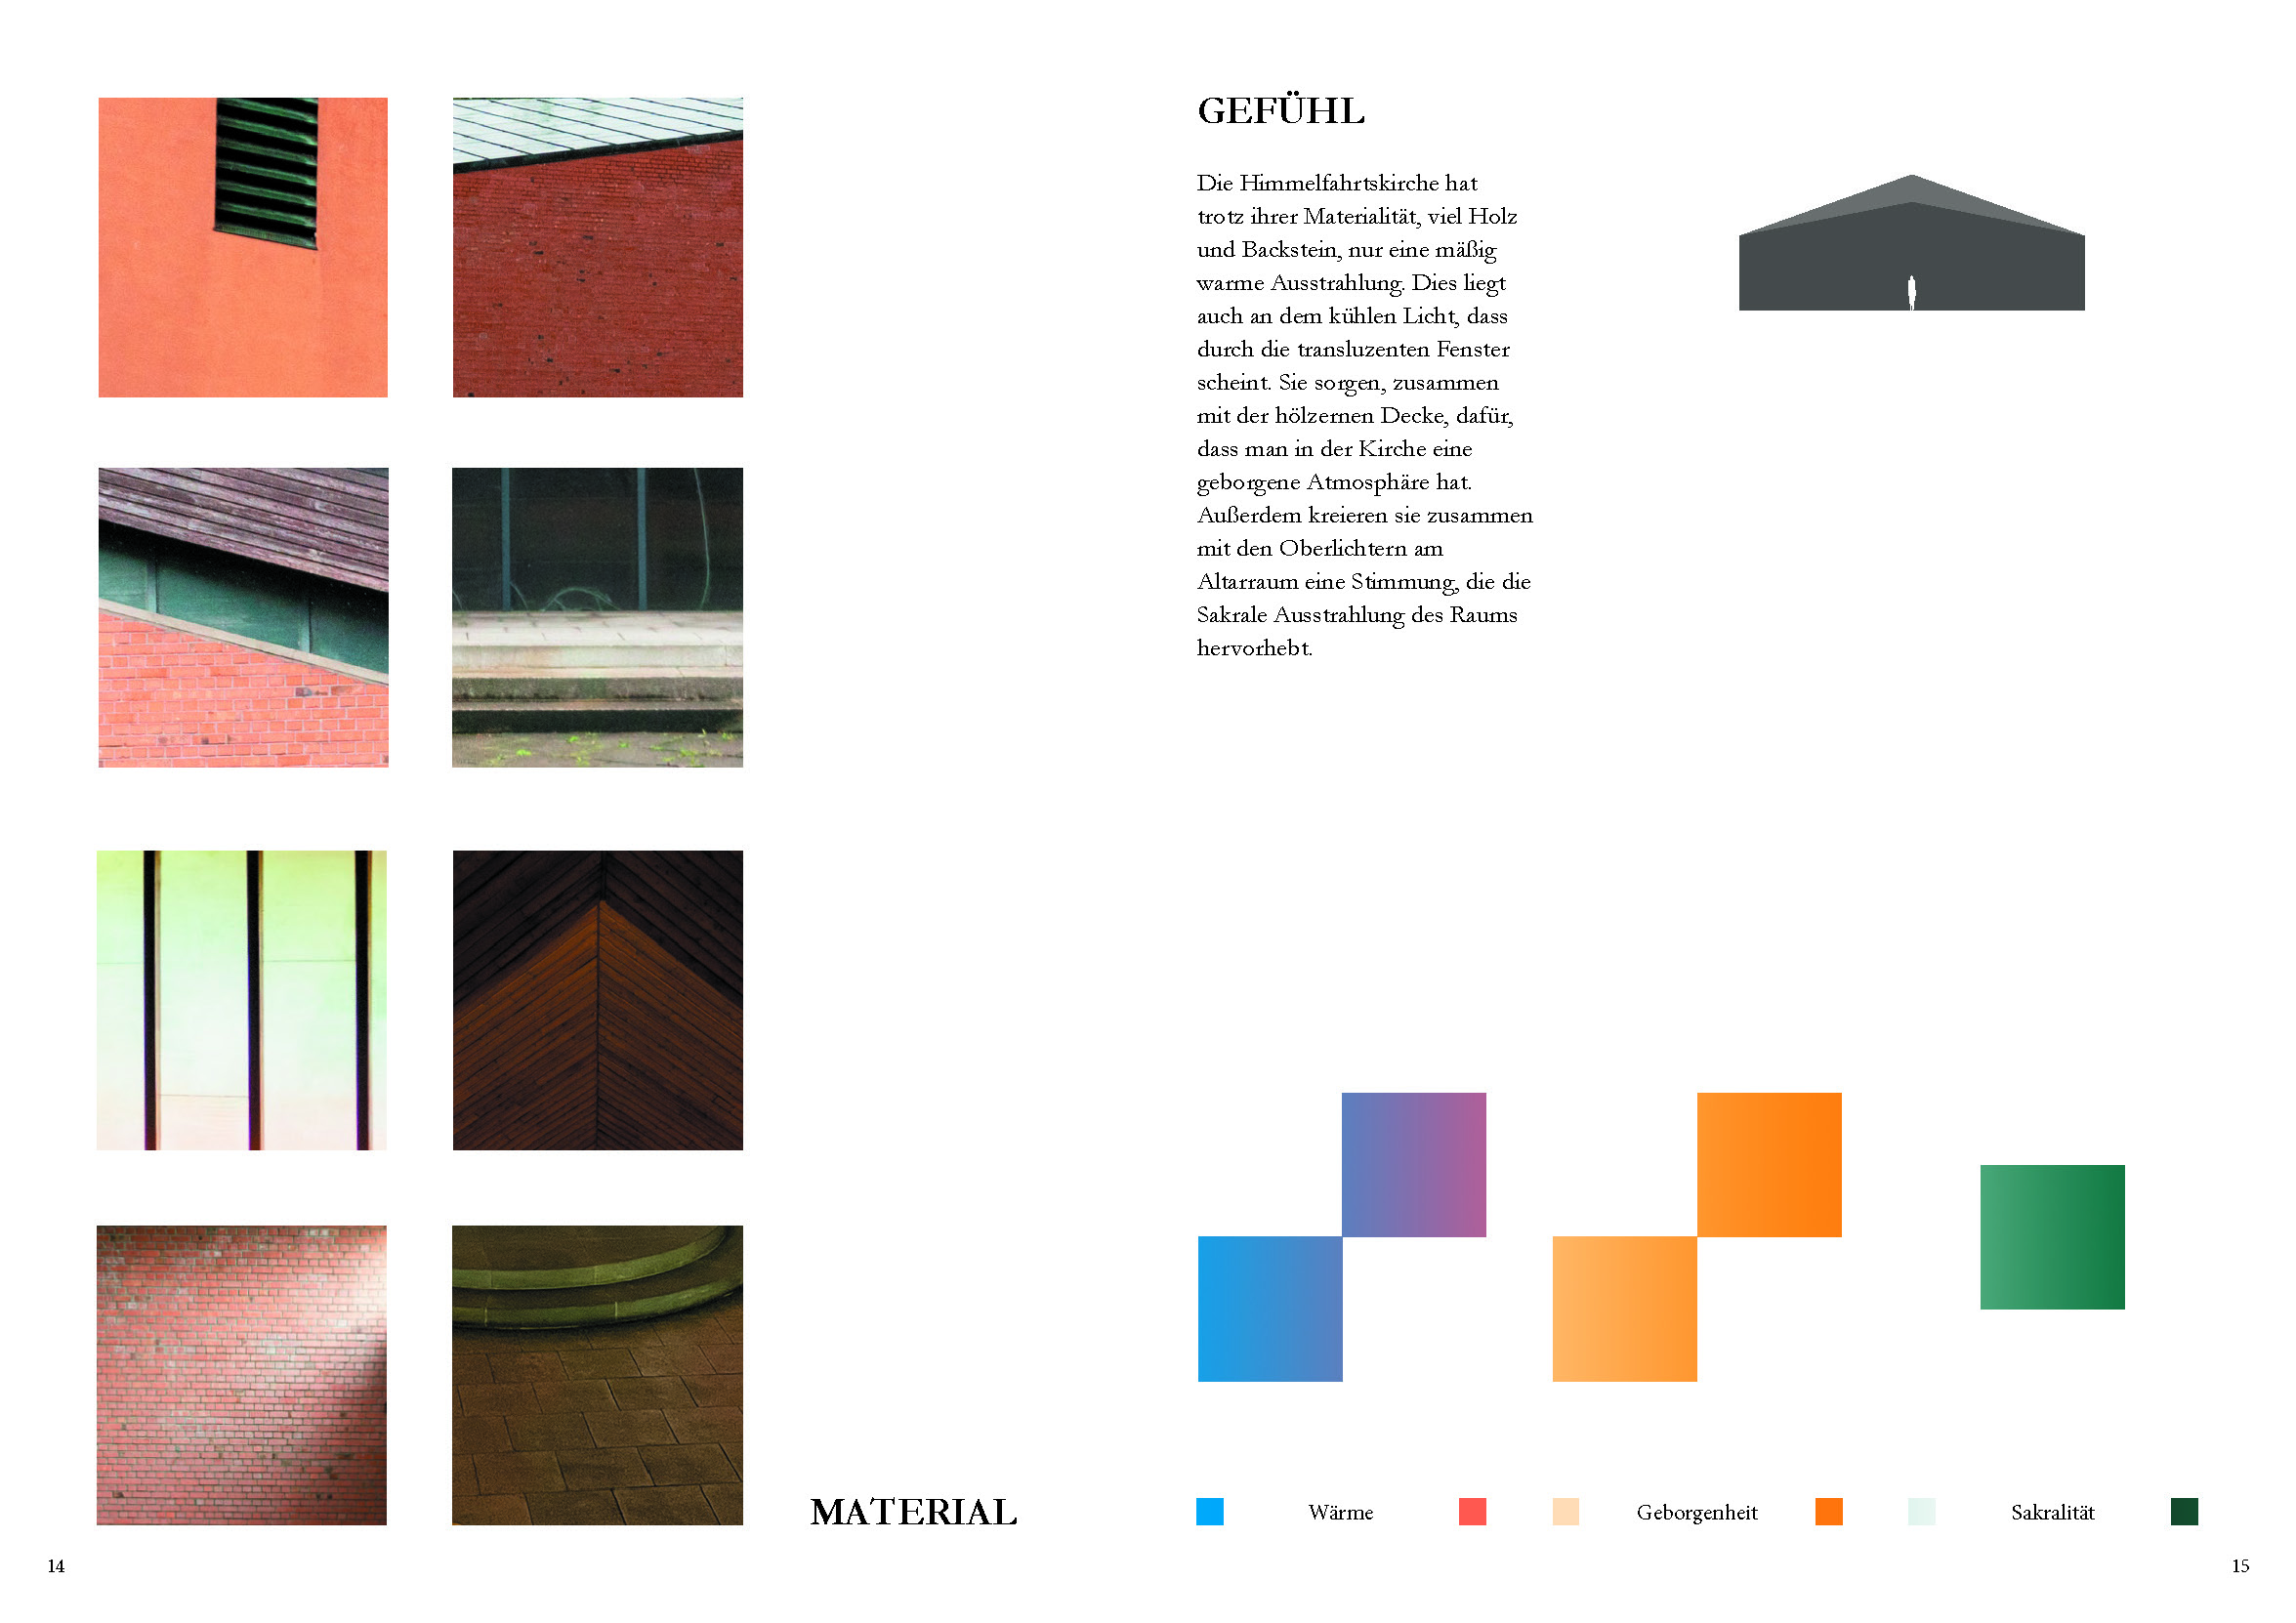 MATERIAL
14
GEFÜHL
Die Himmelfahrtskirche hat
trotz ihrer Materialität, viel Holz
und Backstein, nur eine mäßig
warme Ausstrahlung. Dies liegt
auch an dem kühlen Licht, dass
durch die transluzenten Fenster
scheint. Sie sorgen, zusammen
mit der hölzernen Decke, dafür,
dass man in der Kirche eine
geborgene Atmosphäre hat.
Außerdem kreieren sie zusammen
mit den Oberlichtern am
Altarraum eine Stimmung, die die
Sakrale Ausstrahlung des Raums
hervorhebt.
Wärme
Geborgenheit
Sakralität
15